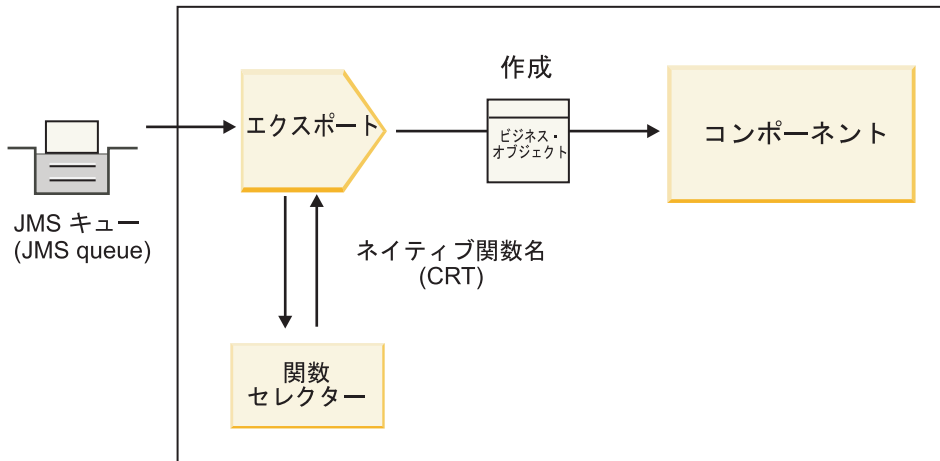 作成
エクスポート
ビジネス・
オブジェクト
コンポーネント
JMS キュー
(JMS queue)
ネイティブ関数名
(CRT)
関数
セレクター